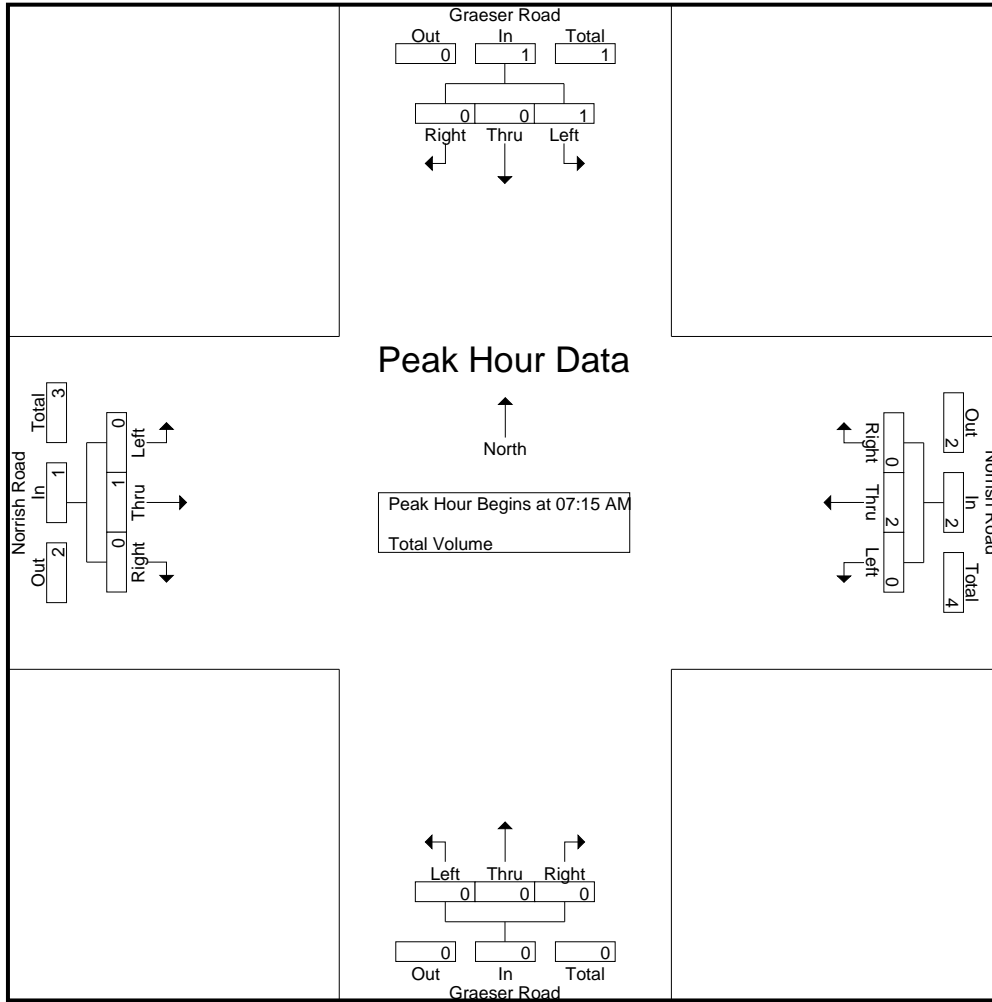 Graeser Road
Out In Total
0 1 1
0 0 1
Right Thru Left
Peak Hour Data
North
Peak Hour Begins at 07:15 AM
Total Volume
Norrish Road
Out In Total
2 1 3
Right Thru Left
0 1 0
Norrish Road
Out In Total
2 2 4
Right Thru Left
0 2 0
Left Thru Right
0 0 0
0 0 0
Out In Total
Graeser Road